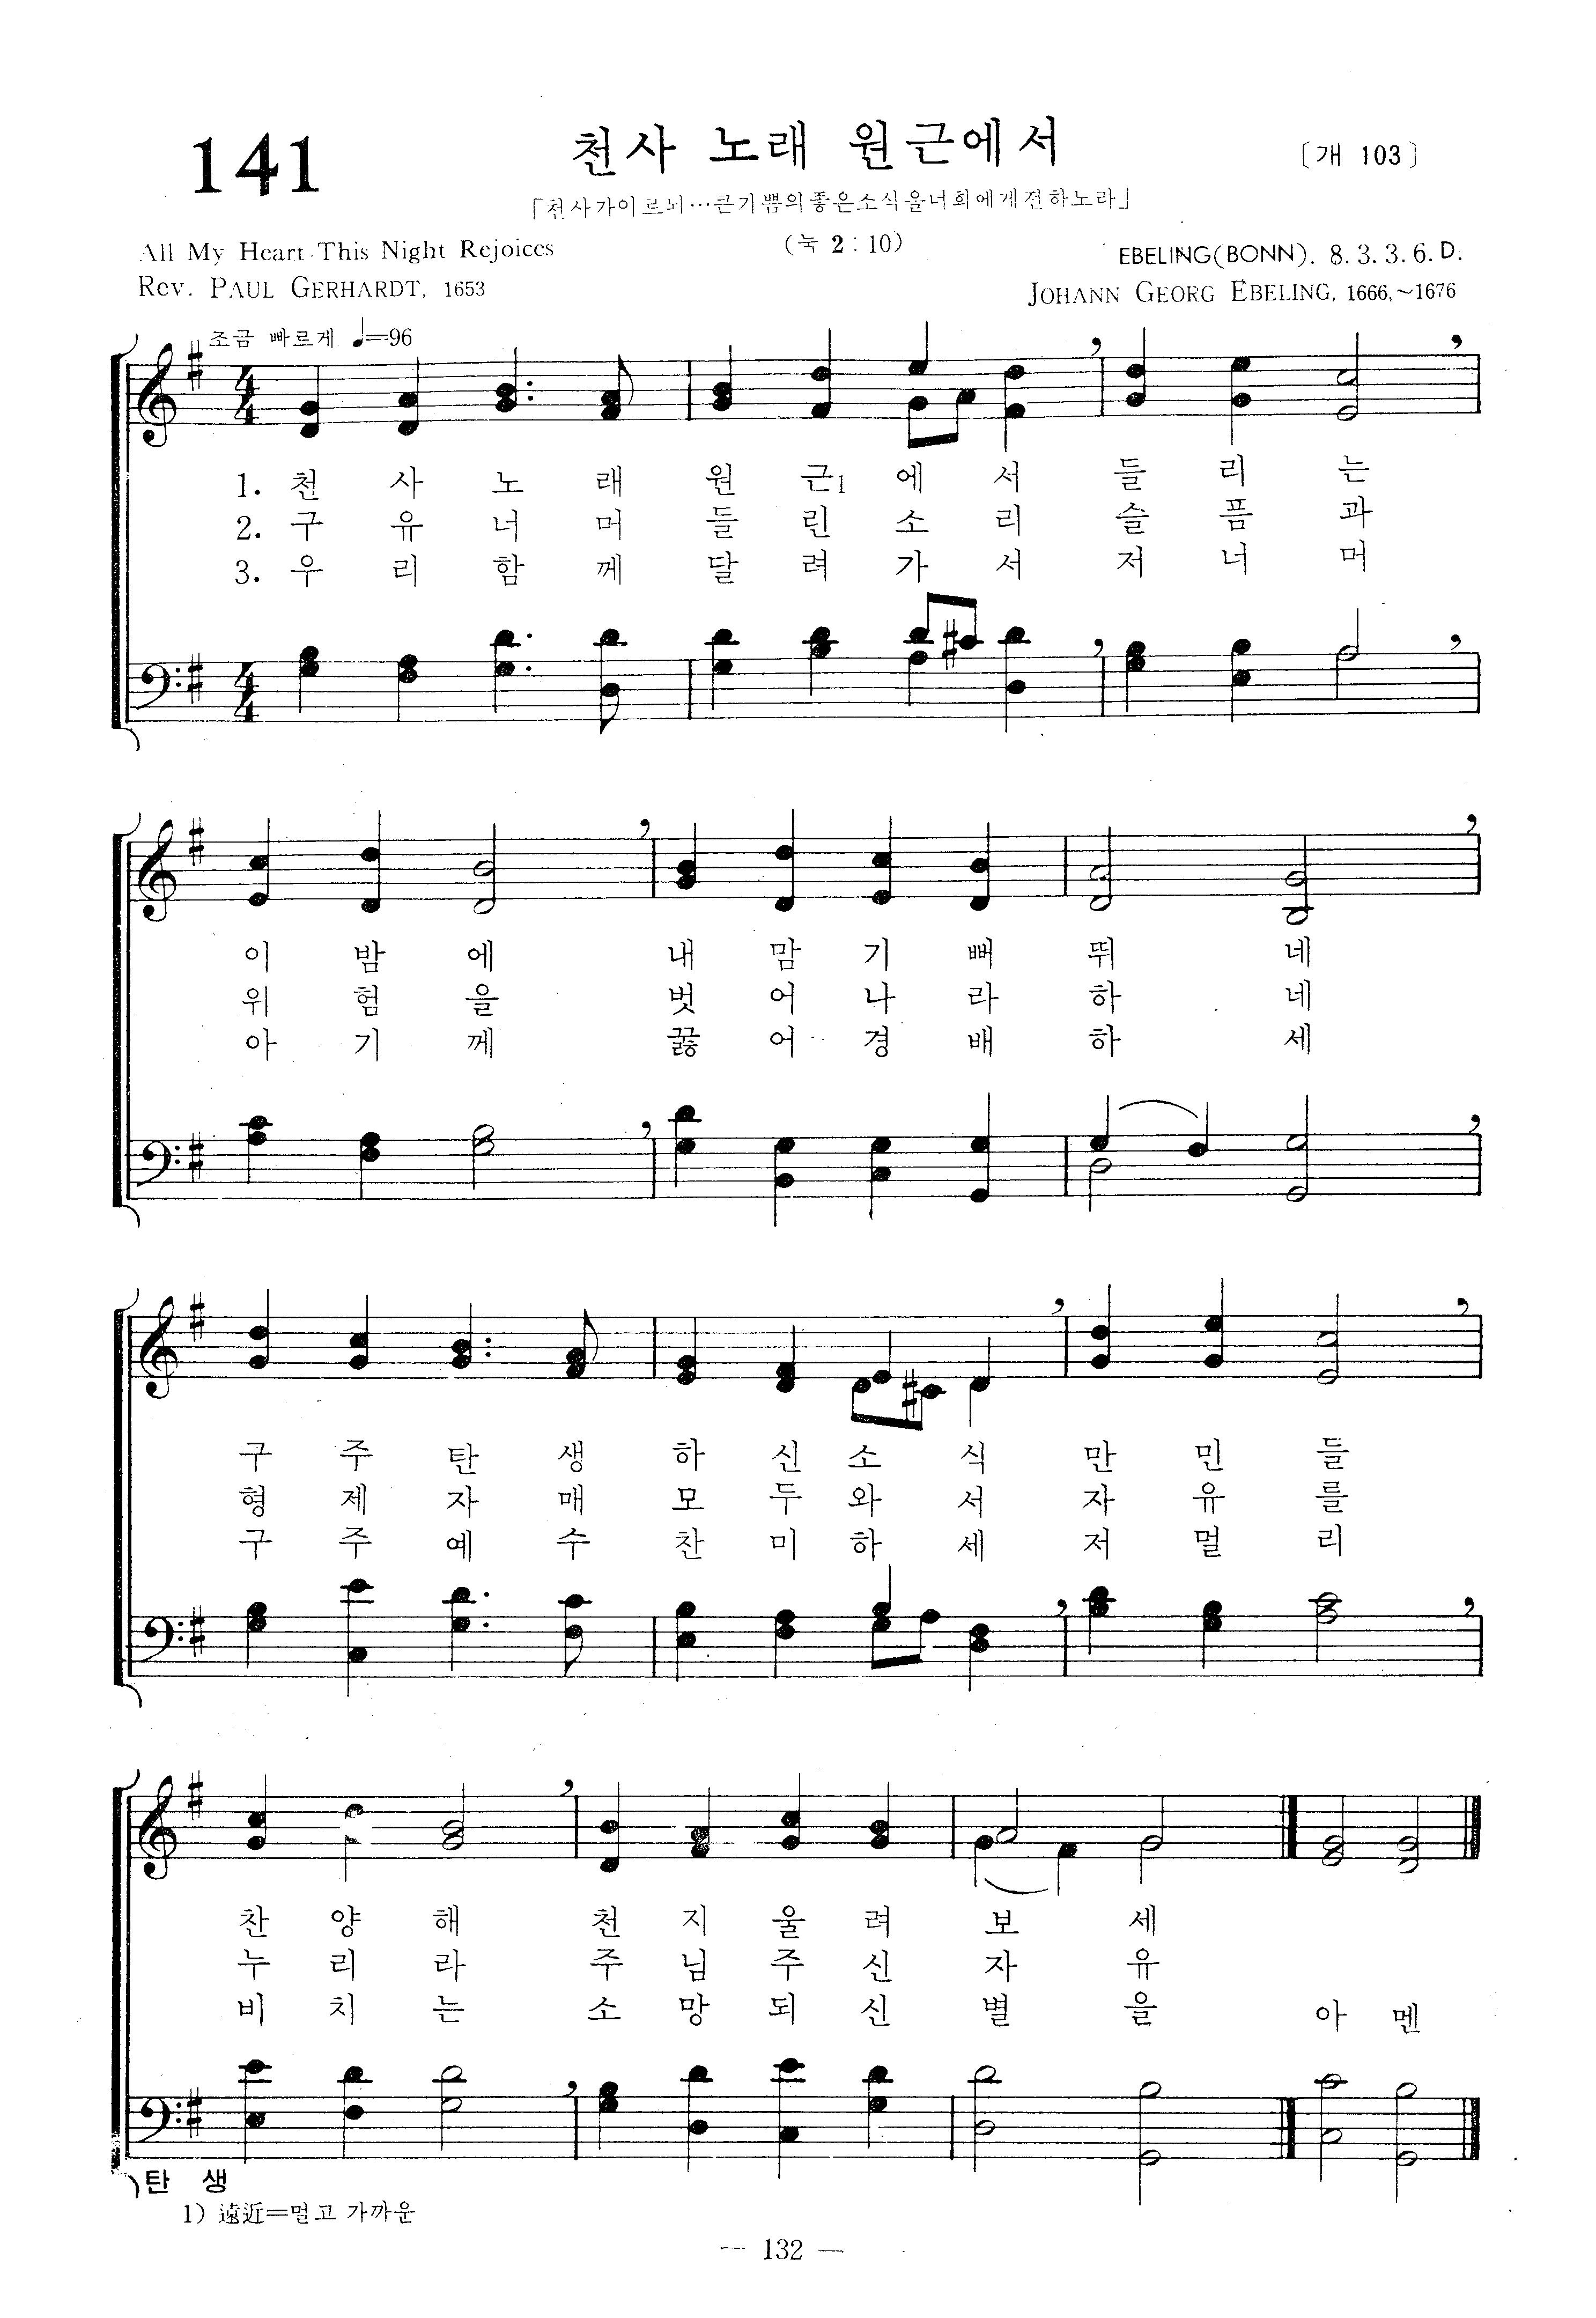 141
천사 노래 원근에서
〔개 103〕
「천사가이르되…큰기쁨의좋은소식을너희에게전하노라」
(눅 2 : 10)
All My Heart This Night Rejoices
Rev. PAUL GERHARDT, 1653
EBELING(BONN). 8. 3. 3. 6. D.
JOHANN GEORG EBELING, 1666,~1676
조금 빠르게 ♩=96
1. 천 사 노 래 원 근1 에 서 들 리 는
2. 구 유 너 머 들 린 소 리 슬 픔 과
3. 우 리 함 께 달 려 가 서 저 너 머
이 밤 에 내 맘 기 뻐 뛰 네
위 험 을 벗 어 나 라 하 네
아 기 께 꿇 어 경 배 하 세
구 주 탄 생 하 신 소 식 만 민 들
형 제 자 매 모 두 와 서 자 유 를
구 주 예 수 찬 미 하 세 저 멀 리
찬 양 해 천 지 울 려 보 세
누 리 라 주 님 주 신 자 유
비 치 는 소 망 되 신 별 을 아 멘
탄 생
1) 遠近=멀고 가까운
— 132 —